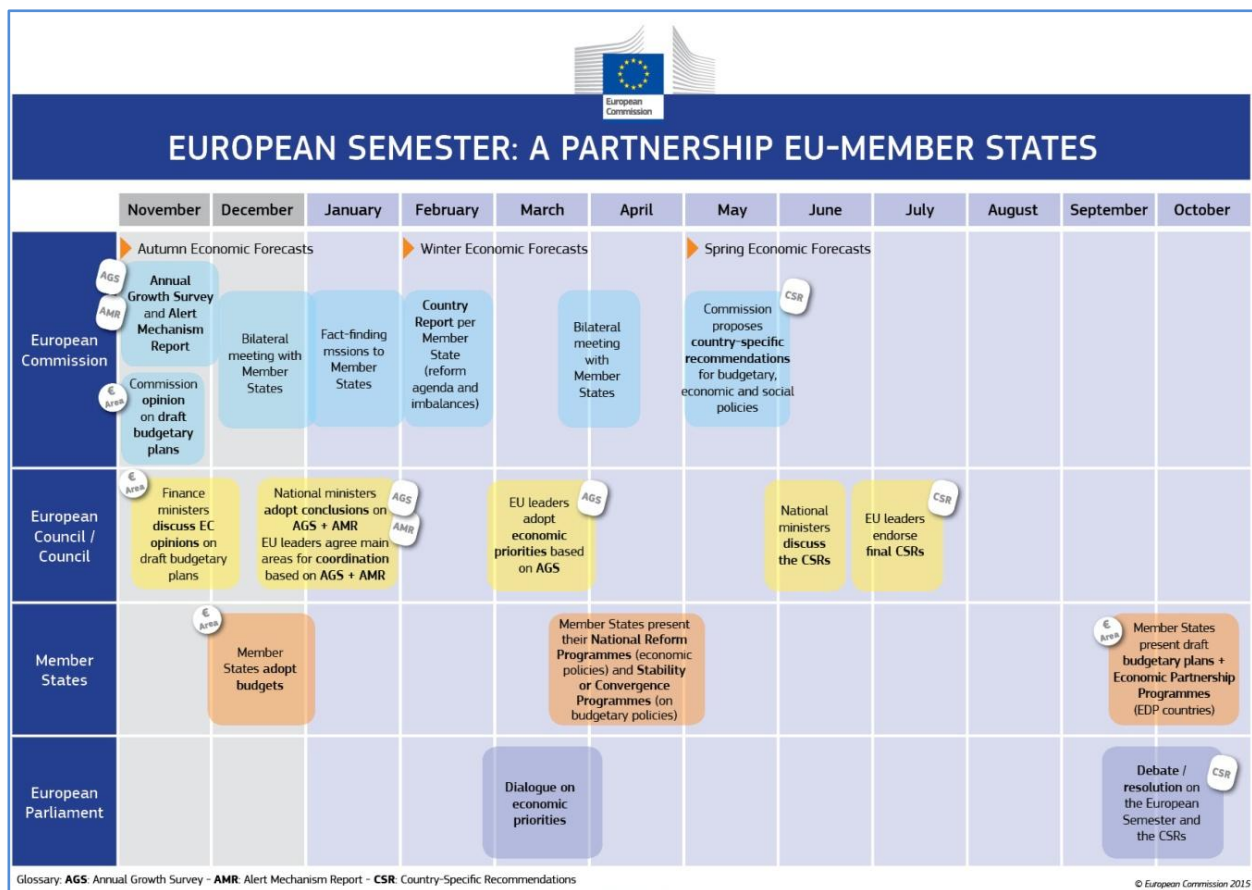 European
Commission
EUROPEAN SEMESTER: A PARTNERSHIP EU-MEMBER STATES
November
December
January
February
March
April
May
June
July
August
September
October
European
Commission
Autumn Economic Forecasts
Winter Economic Forecasts
Spring Economic Forecasts
AGS
AMR
Annual
Growth Survey
and Alert
Mechanism
Report
€
Area
Commission
opinion
on draft
budgetary
plans
Bilateral
meeting with
Member
States
Fact-finding
mssions to
Member
States
Country
Report per
Member
State
(reform
agenda and
imbalances)
Bilateral
meeting
with
Member
States
CSR
Commission
proposes
country-specific
recommendations
for budgetary,
economic and social
policies
European
Council /
Council
€
Area
Finance
ministers
discuss EC
opinions on
draft budgetary
plans
National ministers
adopt conclusions on
AGS + AMR
EU leaders agree main
areas for coordination
based on AGS + AMR
AGS
AMR
EU leaders
adopt
economic
priorities based
on AGS
AGS
National
ministers
discuss
the CSRs
EU leaders
endorse
final CSRs
CSR
Member
States
€
Area
Member
States adopt
budgets
Member States present
their National Reform
Programmes (economic
policies) and Stability
or Convergence
Programmes (on
budgetary policies)
€
Area
Member States
present draft
budgetary plans +
Economic Partnership
Programmes
(EDP countries)
European
Parliament
Dialogue on
economic
priorities
Debate /
resolution on
the European
Semester and
the CSRs
CSR
Glossary: AGS: Annual Growth Survey - AMR: Alert Mechanism Report - CSR: Country-Specific Recommendations
© European Commission 2015